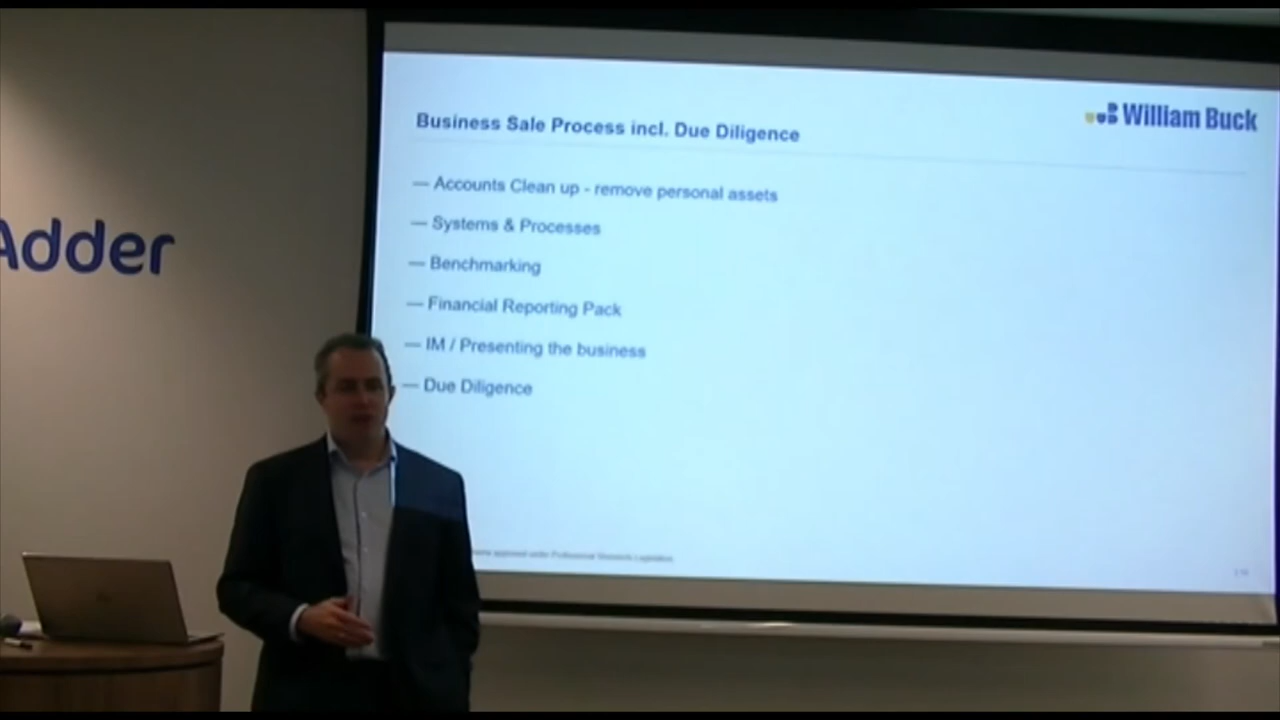 Adder
William Buck
Business Sale Process incl. Due Diligence
— Accounts Clean up - remove personal assets
— Systems & Processes
— Benchmarking
— Financial Reporting Pack
— IM / Presenting the business
— Due Diligence